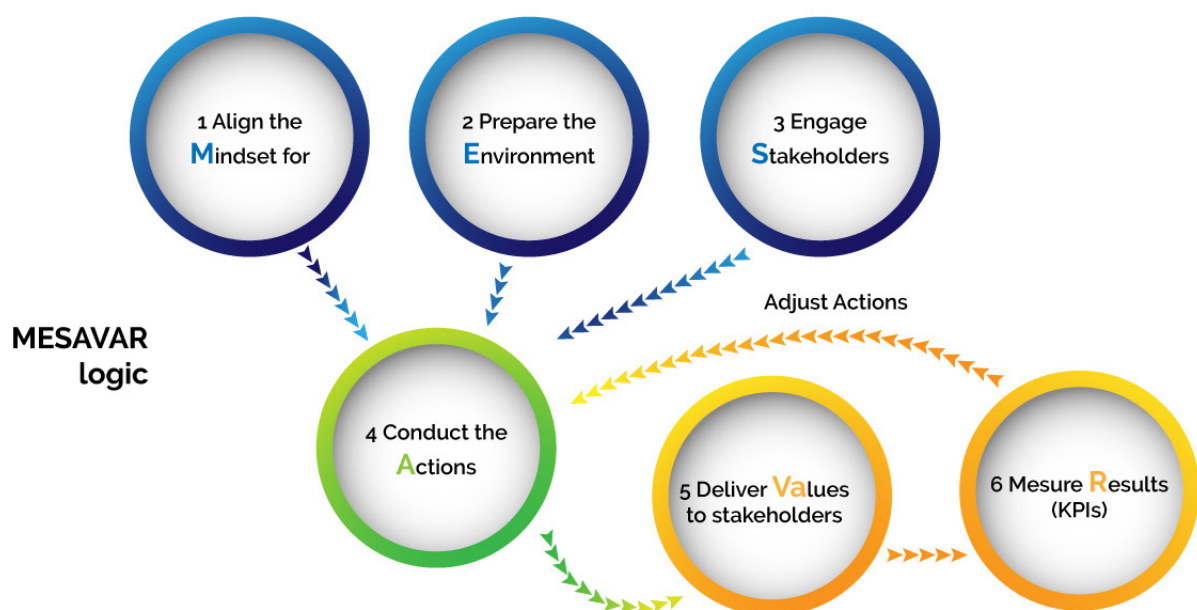 1 Align the
Mindset for
2 Prepare the
Environment
3 Engage
Stakeholders
Adjust Actions
MESAVAR
logic
4 Conduct the
Actions
5 Deliver Values
to stakeholders
6 Mesure Results
(KPIs)